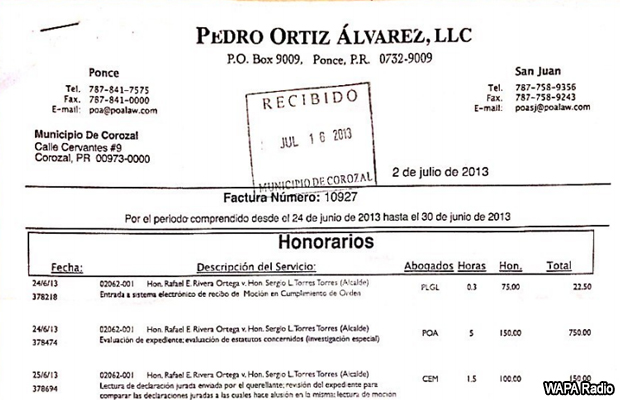 PEDRO ORTIZ ÁLVAREZ, LLC
P.O. Box 9009, Ponce, P.R. 0732-9009
Ponce
Tel. 787-841-7575
Fax. 787-841-0000
E-mail: poa@poalaw.com
San Juan
Tel. 787-758-9356
Fax. 787-758-9243
E-mail: poasj@poalaw.com
RECIBIDO
JUL 16 2013
MUNICIPIO DE COROZAL
Municipio De Corozal
Calle Cervantes #9
Corozal, PR 00973-0000
2 de julio de 2013
Factura Número: 10927
Por el periodo comprendido desde el 24 de junio de 2013 hasta el 30 de junio de 2013
Honorarios
Fecha: Descripción del Servicio: Abogados Horas Hon. Total
24/6/13 02062-001 Hon. Rafael E. Rivera Ortega v. Hon. Sergio L. Torres Torres (Alcalde) PLGL 0.3 75.00 22.50
378218 Entrada a sistema electrónico de recibo de Moción en Cumplimiento de Orden
24/6/13 02062-001 Hon. Rafael E. Rivera Ortega v. Hon. Sergio L. Torres Torres (Alcalde) POA 5 150.00 750.00
378474 Evaluación de expediente; evaluación de estatutos concernidos (investigación especial)
25/6/13 02062-001 Hon. Rafael E. Rivera Ortega v. Hon. Sergio L. Torres Torres (Alcalde) CEM 1.5 100.00 150.00
378694 Lectura de declaración jurada enviada por el querellante; revisión del expediente para
comparar las declaraciones juradas a las cuales hace alusión en la misma; lectura de moción
WAPA Radio